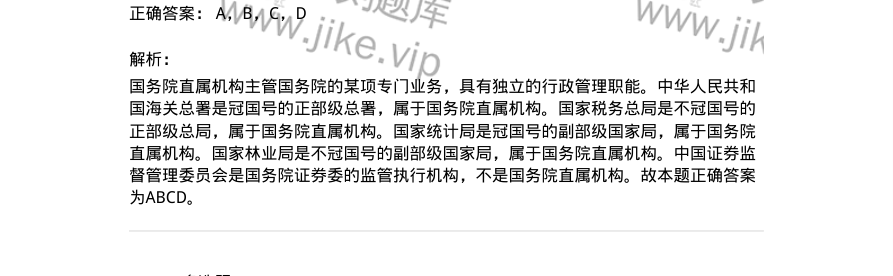 正确答案： A，B，C，D
题库
www.jike.vip
www.jik
解析：
国务院直属机构主管国务院的某项专门业务，具有独立的行政管理职能。中华人民共和
国海关总署是冠国号的正部级总署，属于国务院直属机构。国家税务总局是不冠国号的
正部级总局，属于国务院直属机构。国家统计局是冠国号的副部级国家局，属于国务院
直属机构。国家林业局是不冠国号的副部级国家局，属于国务院直属机构。中国证券监
督管理委员会是国务院证券委的监管执行机构，不是国务院直属机构。故本题正确答案
为ABCD。